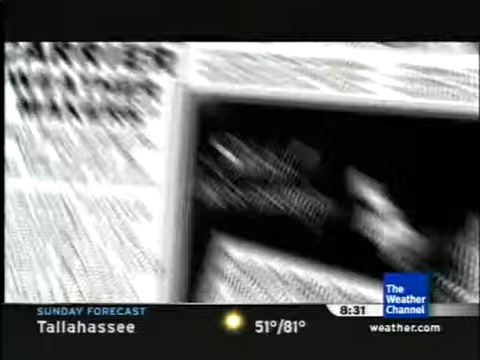 SUNDAY FORECAST
Tallahassee
51°/81°
8:31
The
Weather
Channel
weather.com